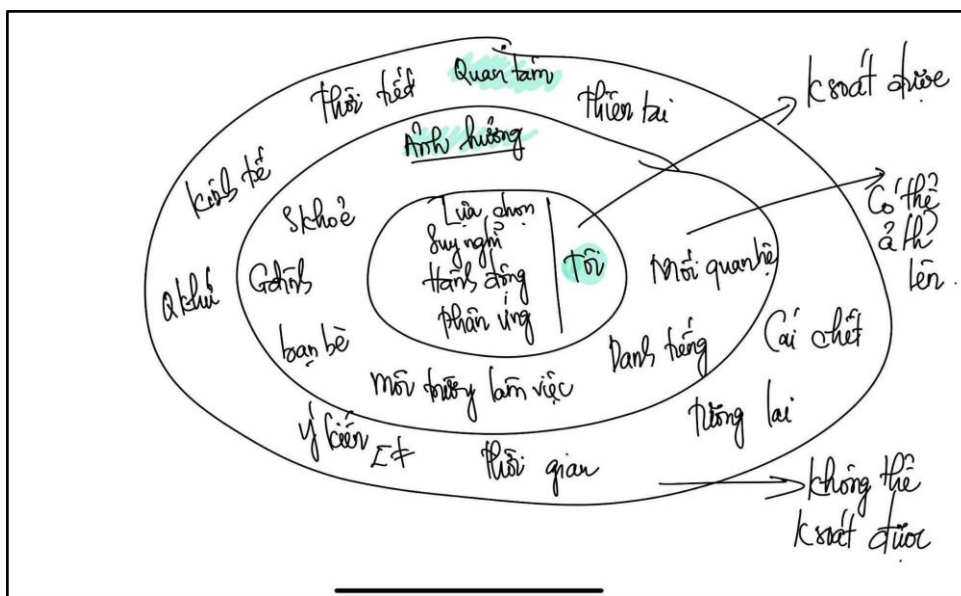 Quan tâm
thời tiết
thiên tai
ksoát được
Ảnh hưởng
kinh tế
Skhoẻ
Lựa chọn
Suy nghĩ
Hành động
phản ứng
Tôi
Mối quan hệ
Có thể
ả th'
lên.
Qkhứ
Gđình
bạn bè
Danh tiếng
Cái chết
môi trường làm việc
tương lai
ý kiến
thời gian
không thể
ksoát được